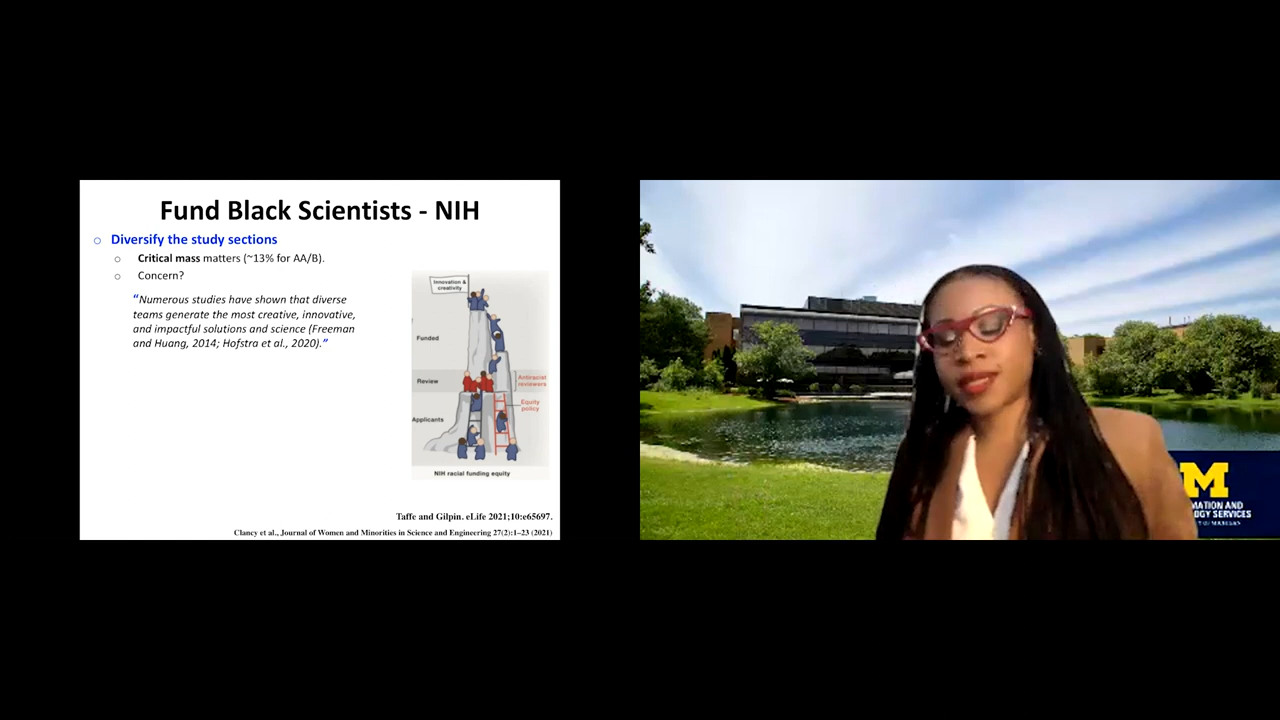 Fund Black Scientists - NIH
o Diversify the study sections
o Critical mass matters (~13% for AA/B).
o Concern?
“Numerous studies have shown that diverse
teams generate the most creative, innovative,
and impactful solutions and science (Freeman
and Huang, 2014; Hofstra et al., 2020).”
Innovation &
creativity
Funded
Review
Antiracist
reviewers
Equity
policy
Applicants
NIH racial funding equity
Taffe and Gilpin. eLife 2021;10:e65697.
Clancy et al., Journal of Women and Minorities in Science and Engineering 27(2):1–23 (2021)
M
MATION AND
OGY SERVICES